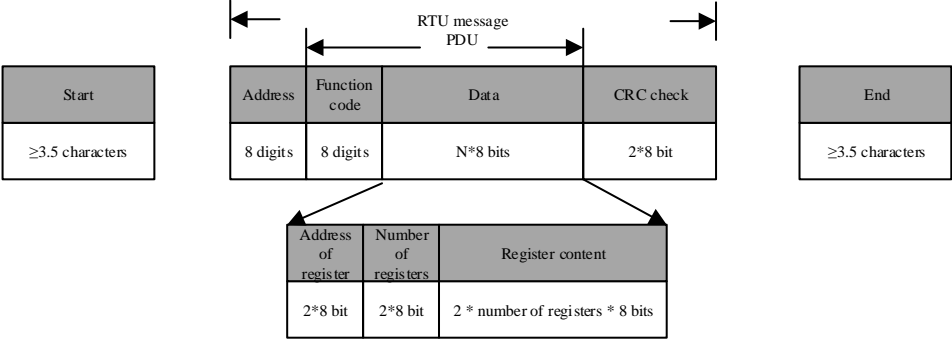 RTU message
PDU
Start
Address
Function
code
Data
CRC check
End
≥3.5 characters
8 digits
8 digits
N*8 bits
2*8 bit
≥3.5 characters
Address
of
register
Number
of
registers
Register content
2*8 bit
2*8 bit
2 * number of registers * 8 bits